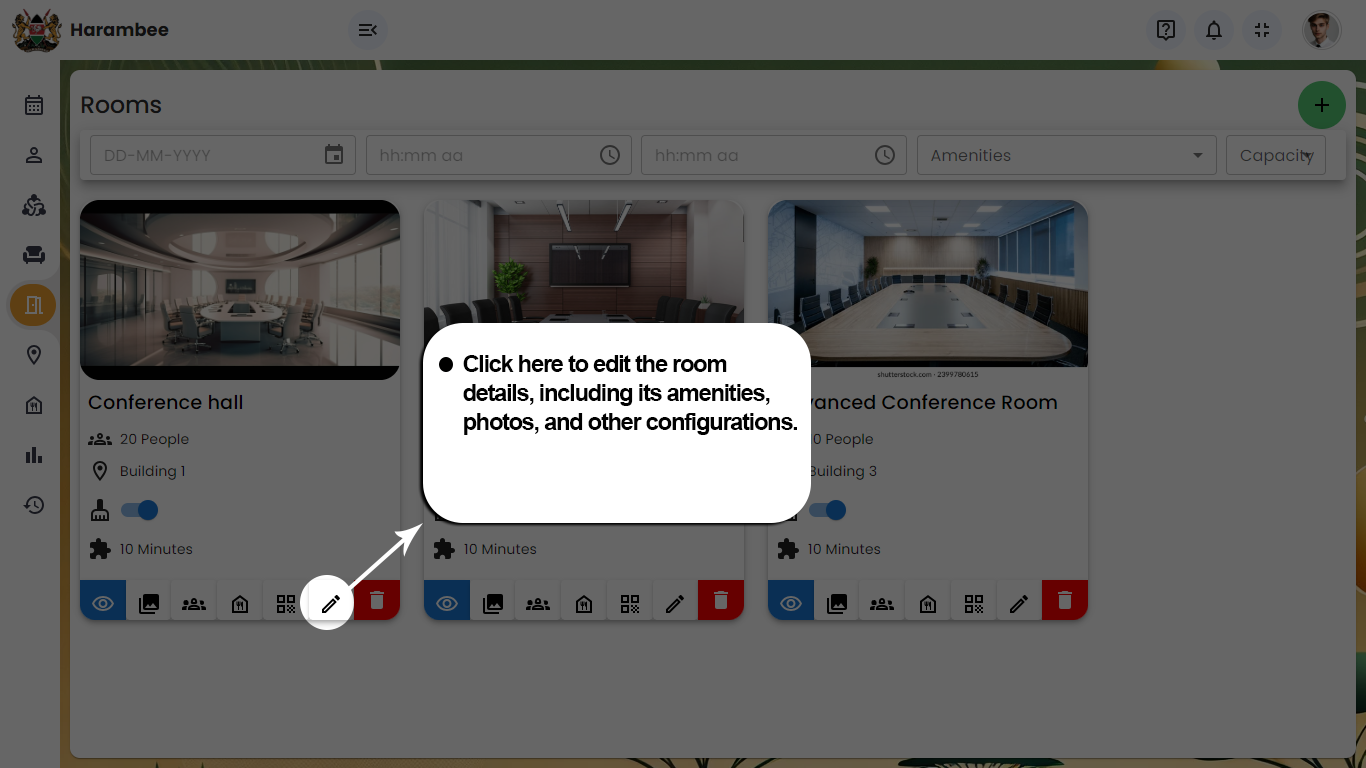 Harambee
Rooms
DD-MM-YYYY
hh:mm aa
hh:mm aa
Amenities
Capacity
shutterstock.com · 2399780615
Click here to edit the room
details, including its amenities,
photos, and other configurations.
Conference hall
20 People
Building 1
10 Minutes
10 Minutes
Conference Room
People
Building 3
10 Minutes